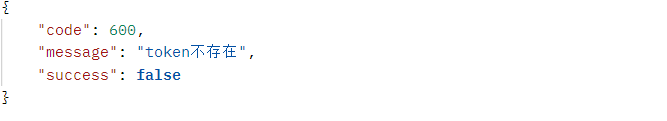 {
"code": 600,
"message": "token不存在",
"success": false
}